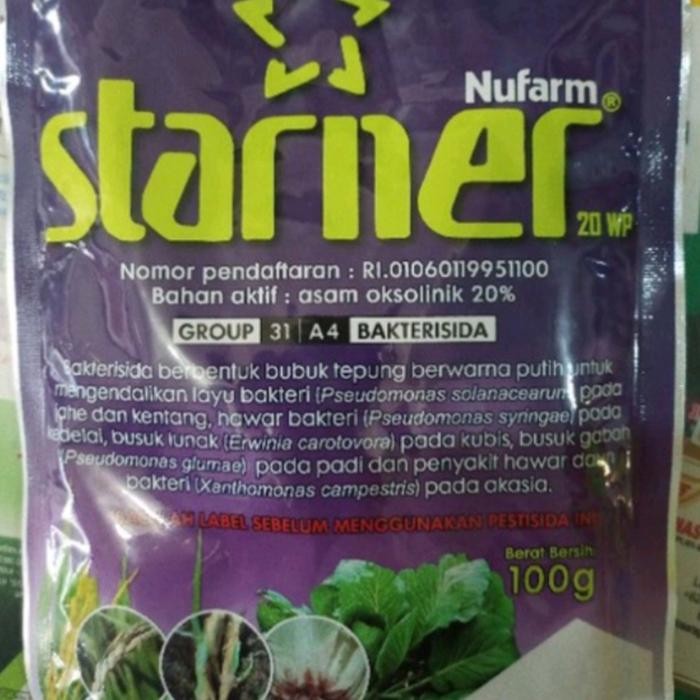 Nufarm®
starner
20 WP
Nomor pendaftaran : RI.01060119951100
Bahan aktif : asam oksolinik 20%
GROUP 31 A4 BAKTERISIDA
Bakterisida berbentuk bubuk tepung berwarna putih untuk
mengendalikan layu bakteri (Pseudomonas solanacearum) pada
jahe dan kentang, hawar bakteri (Pseudomonas syringae) pada
kedelai, busuk lunak (Erwinia carotovora) pada kubis, busuk gabah
(Pseudomonas glumae) pada padi dan penyakit hawar daun
bakteri (Xanthomonas campestris) pada akasia.
LABEL SEBELUM MENGGUNAKAN PESTISIDA INI
Berat Bersih
100g